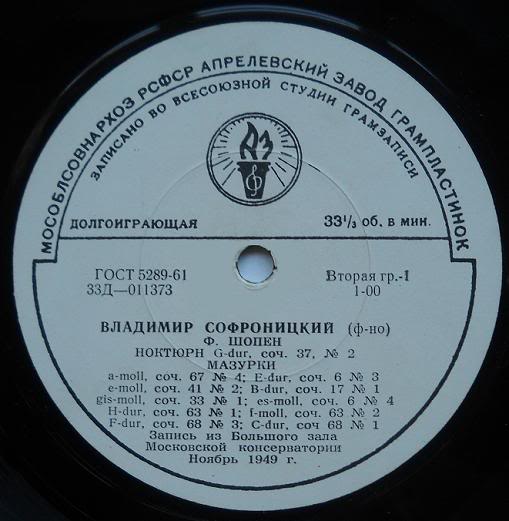 МОСОБЛСОВНАРХОЗ РСФСР АПРЕЛЕВСКИЙ ЗАВОД ГРАМПЛАСТИНОК
ЗАПИСАНО ВО ВСЕСОЮЗНОЙ СТУДИИ ГРАМЗАПИСИ
АЗ
ДОЛГОИГРАЮЩАЯ 33 1/3 об. в мин.
ГОСТ 5289-61 Вторая гр.-1
33Д—011373 1-00
ВЛАДИМИР СОФРОНИЦКИЙ (ф-но)
Ф. ШОПЕН
НОКТЮРН G-dur, соч. 37, № 2
МАЗУРКИ
a-moll, соч. 67 № 4; E-dur, соч. 6 № 3
e-moll, соч. 41 № 2; B-dur, соч. 17 № 1
gis-moll, соч. 33 № 1; es-moll, соч. 6 № 4
H-dur, соч. 63 № 1; f-moll, соч. 63 № 2
F-dur, соч. 68 № 3; C-dur, соч. 68 № 1
Запись из Большого зала
Московской консерватории
Ноябрь 1949 г.